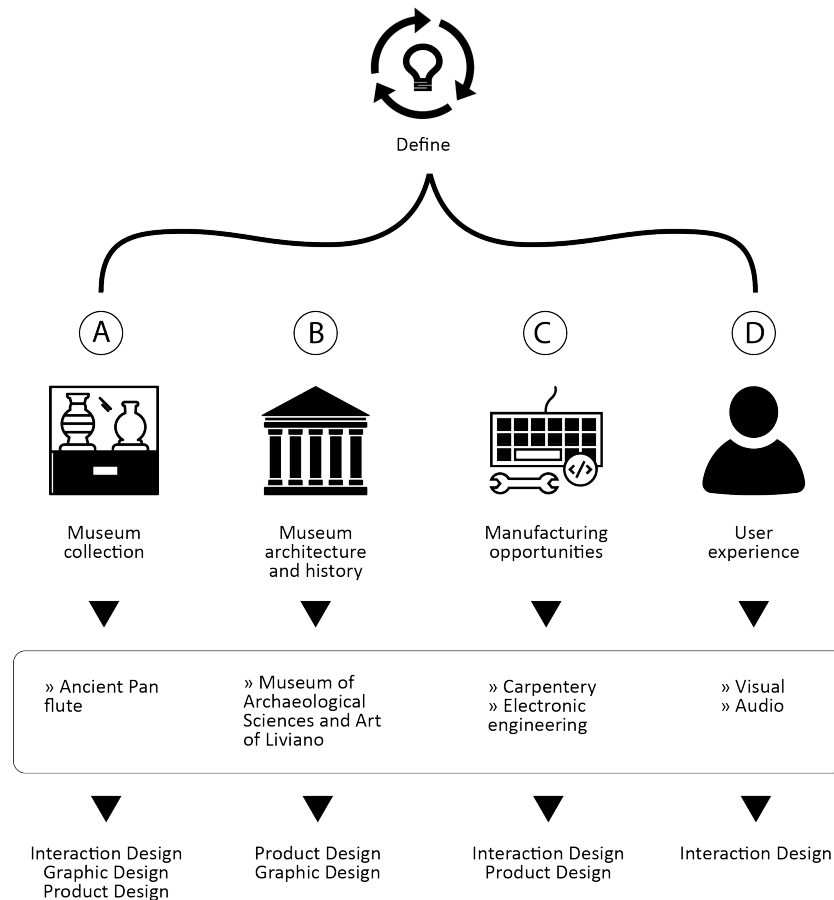 Define
A
B
C
D
</>
Museum
collection
Museum
architecture
and history
Manufacturing
opportunities
User
experience
» Ancient Pan
flute
» Museum of
Archaeological
Sciences and Art
of Liviano
» Carpentery
» Electronic
engineering
» Visual
» Audio
Interaction Design
Graphic Design
Product Design
Product Design
Graphic Design
Interaction Design
Product Design
Interaction Design